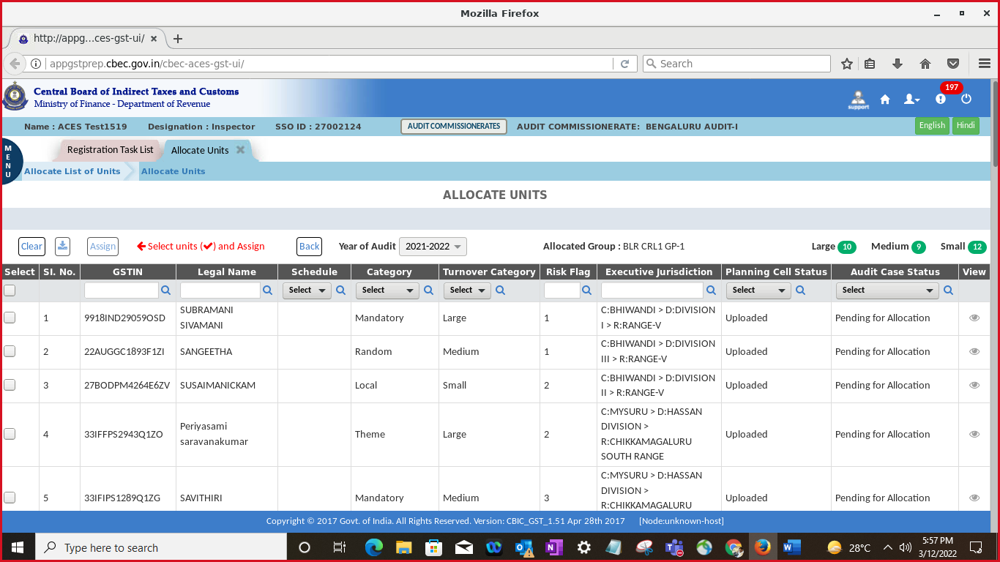 Mozilla Firefox
http://appg...ces-gst-ui/
appgstprep.cbec.gov.in/cbec-aces-gst-ui/
Search
Central Board of Indirect Taxes and Customs
Ministry of Finance - Department of Revenue
support
197
Name : ACES Test1519 Designation : Inspector SSO ID : 27002124 AUDIT COMMISSIONERATES AUDIT COMMISSIONERATE: BENGALURU AUDIT-I English Hindi
MENU
Registration Task List Allocate Units
Allocate List of Units Allocate Units
ALLOCATE UNITS
Clear Assign Select units (✔) and Assign Back Year of Audit 2021-2022 Allocated Group : BLR CRL1 GP-1 Large 10 Medium 9 Small 12
Select SI. No. GSTIN Legal Name Schedule Category Turnover Category Risk Flag Executive Jurisdiction Planning Cell Status Audit Case Status View
Select Select Select Select Select
1 9918IND29059OSD SUBRAMANI SIVAMANI Mandatory Large 1 C:BHIWANDI > D:DIVISION I > R:RANGE-V Uploaded Pending for Allocation
2 22AUGGC1893F1ZI SANGEETHA Random Medium 1 C:BHIWANDI > D:DIVISION III > R:RANGE-V Uploaded Pending for Allocation
3 27BODPM4264E6ZV SUSAIMANICKAM Local Small 2 C:BHIWANDI > D:DIVISION II > R:RANGE-V Uploaded Pending for Allocation
4 33IFFPS2943Q1ZO Periyasami saravanakumar Theme Large 2 C:MYSURU > D:HASSAN DIVISION > R:CHIKKAMAGALURU SOUTH RANGE Uploaded Pending for Allocation
5 33IFIPS1289Q1ZG SAVITHIRI Mandatory Medium 3 C:MYSURU > D:HASSAN DIVISION > R:CHIKKAMAGALURU Uploaded Pending for Allocation
Copyright © 2017 Govt. of India. All Rights Reserved. Version: CBIC_GST_1.51 Apr 28th 2017 [Node:unknown-host]
Type here to search
28°C
5:57 PM
3/12/2022